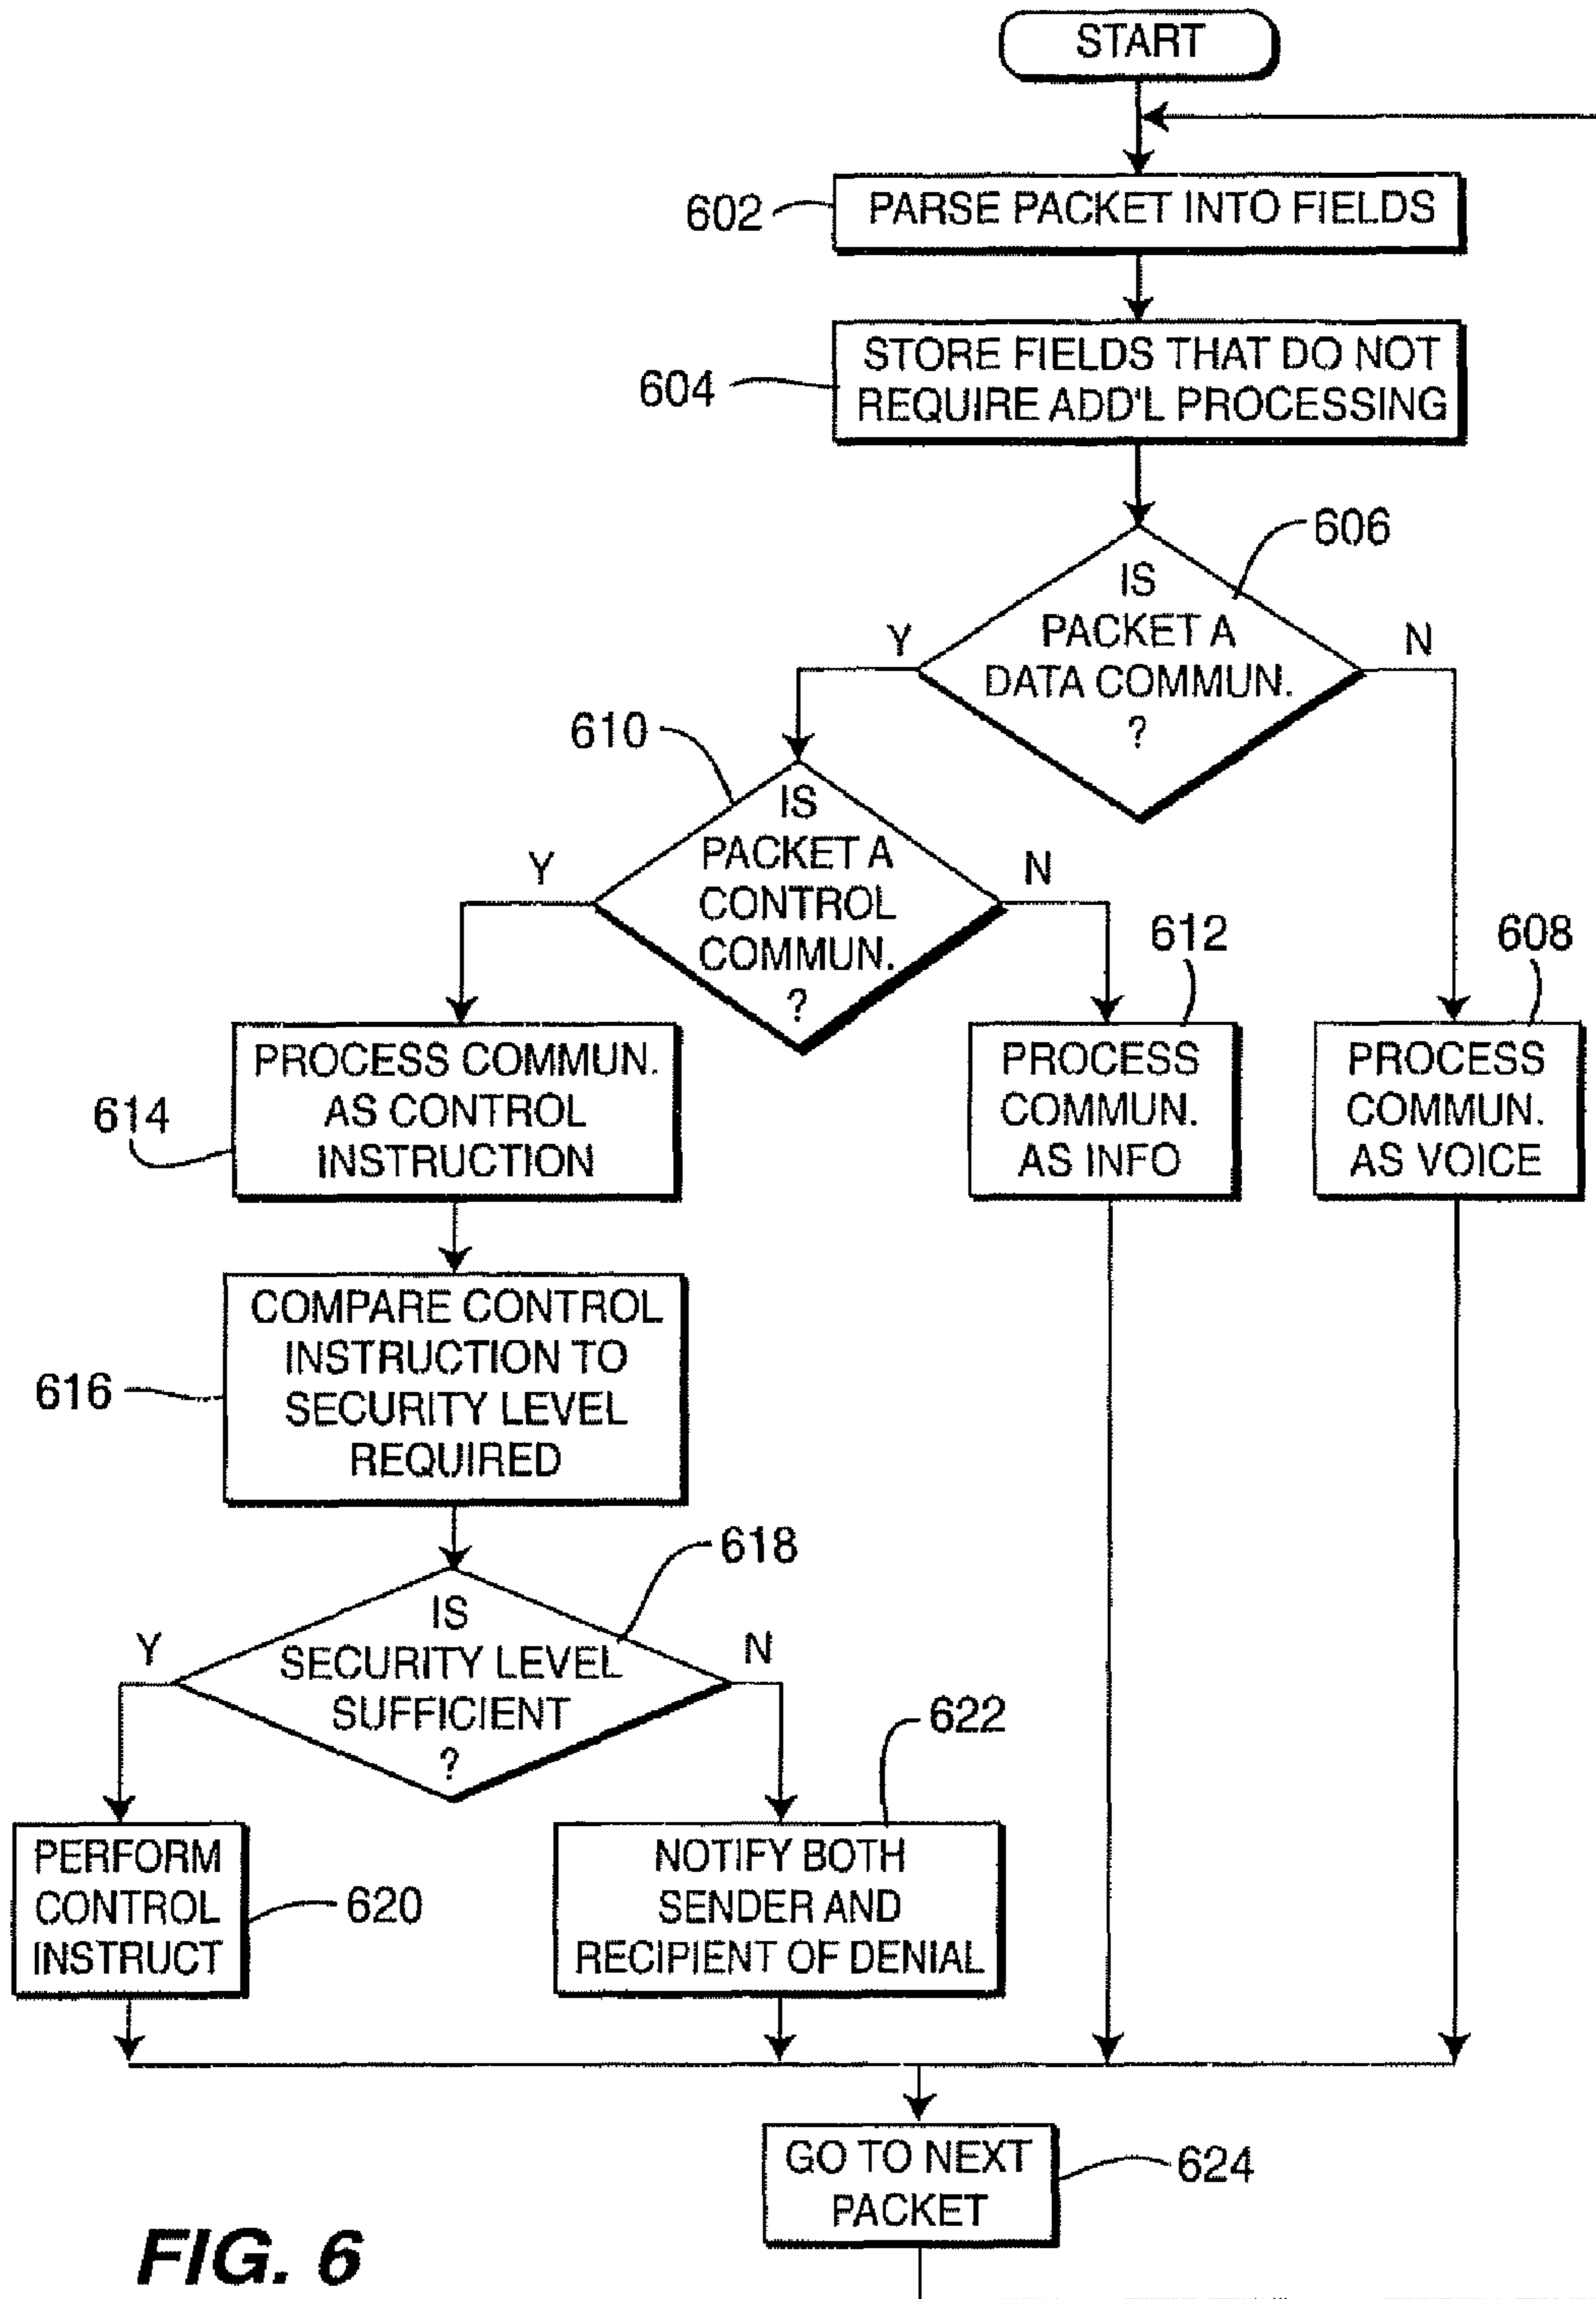 START
602
PARSE PACKET INTO FIELDS
604
STORE FIELDS THAT DO NOT
REQUIRE ADD'L PROCESSING
606
IS
PACKET A
DATA COMMUN.
?
Y
N
610
IS
PACKET A
CONTROL
COMMUN.
?
Y
N
612
608
614
PROCESS COMMUN.
AS CONTROL
INSTRUCTION
PROCESS
COMMUN.
AS INFO
PROCESS
COMMUN.
AS VOICE
616
COMPARE CONTROL
INSTRUCTION TO
SECURITY LEVEL
REQUIRED
618
IS
SECURITY LEVEL
SUFFICIENT
?
Y
N
622
PERFORM
CONTROL
INSTRUCT
620
NOTIFY BOTH
SENDER AND
RECIPIENT OF DENIAL
GO TO NEXT
PACKET
624
FIG. 6